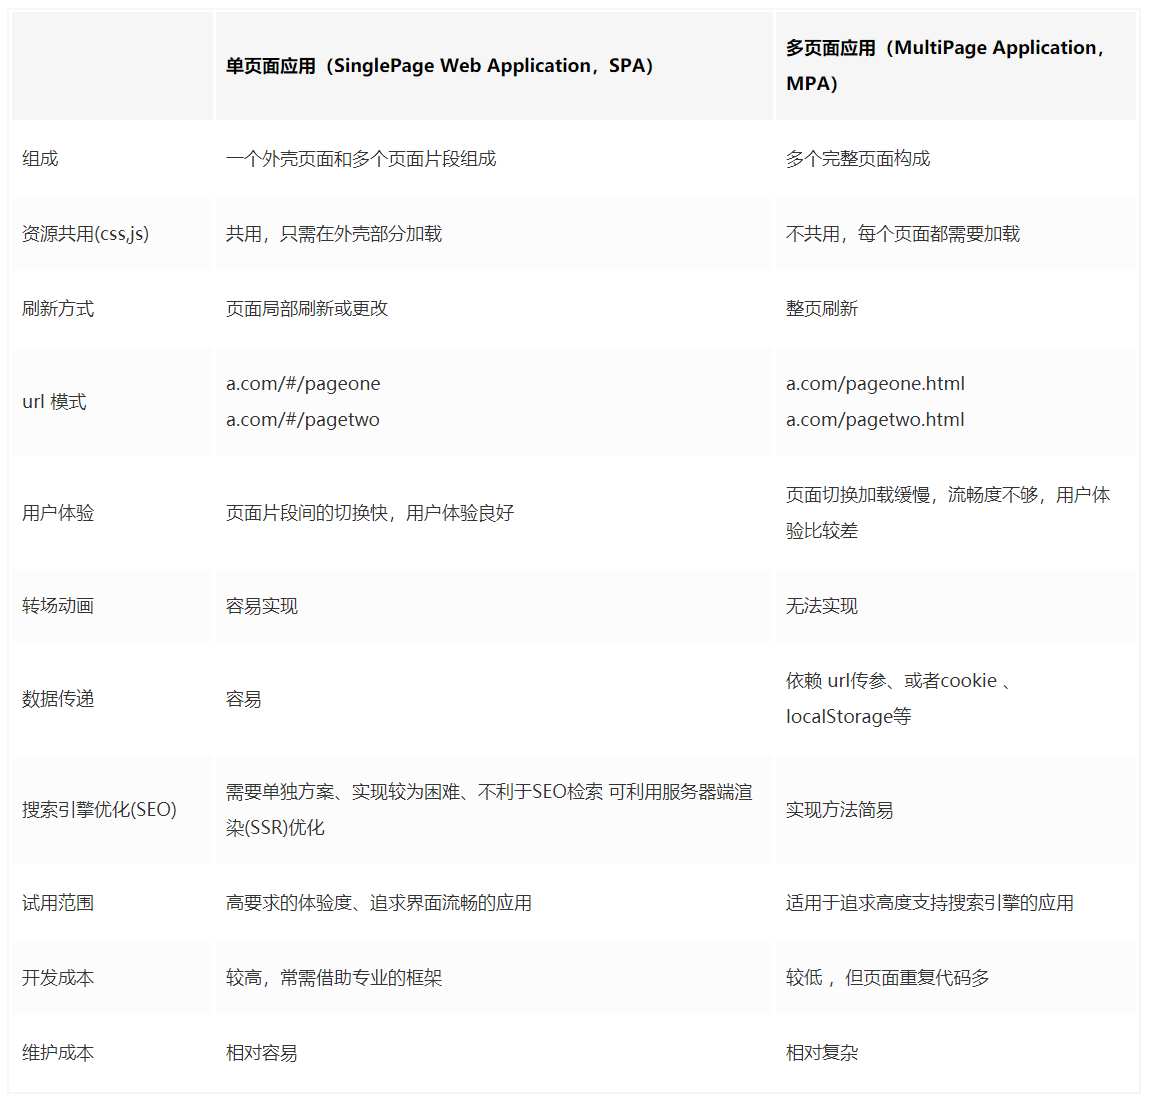 单页面应用（SinglePage Web Application，SPA）
多页面应用（MultiPage Application，
MPA）
组成
一个外壳页面和多个页面片段组成
多个完整页面构成
资源共用(css,js)
共用，只需在外壳部分加载
不共用，每个页面都需要加载
刷新方式
页面局部刷新或更改
整页刷新
url 模式
a.com/#/pageone
a.com/#/pagetwo
a.com/pageone.html
a.com/pagetwo.html
用户体验
页面片段间的切换快，用户体验良好
页面切换加载缓慢，流畅度不够，用户体
验比较差
转场动画
容易实现
无法实现
数据传递
容易
依赖 url传参、或者cookie 、
localStorage等
搜索引擎优化(SEO)
需要单独方案、实现较为困难、不利于SEO检索 可利用服务器端渲
染(SSR)优化
实现方法简易
试用范围
高要求的体验度、追求界面流畅的应用
适用于追求高度支持搜索引擎的应用
开发成本
较高，常需借助专业的框架
较低 ，但页面重复代码多
维护成本
相对容易
相对复杂